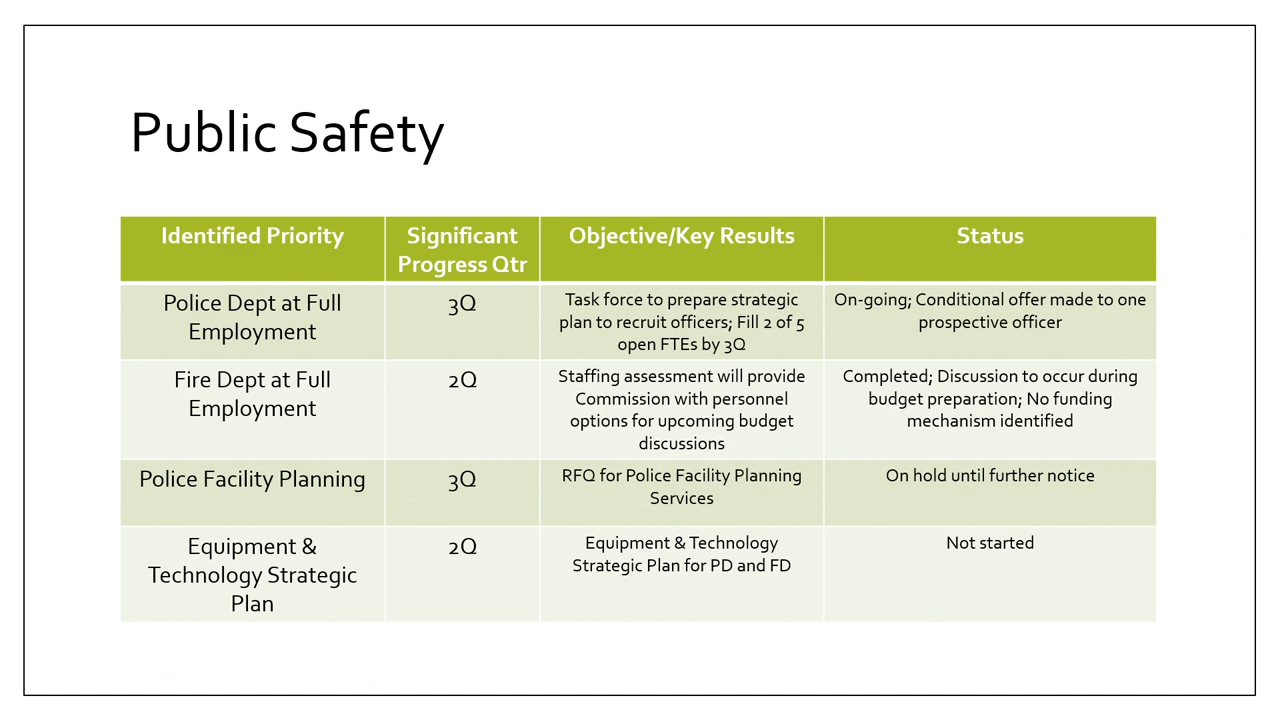 Public Safety
Identified Priority
Significant
Progress Qtr
Objective/Key Results
Status
Police Dept at Full
Employment
3Q
Task force to prepare strategic
plan to recruit officers; Fill 2 of 5
open FTEs by 3Q
On-going; Conditional offer made to one
prospective officer
Fire Dept at Full
Employment
2Q
Staffing assessment will provide
Commission with personnel
options for upcoming budget
discussions
Completed; Discussion to occur during
budget preparation; No funding
mechanism identified
Police Facility Planning
3Q
RFQ for Police Facility Planning
Services
On hold until further notice
Equipment &
Technology Strategic
Plan
2Q
Equipment & Technology
Strategic Plan for PD and FD
Not started